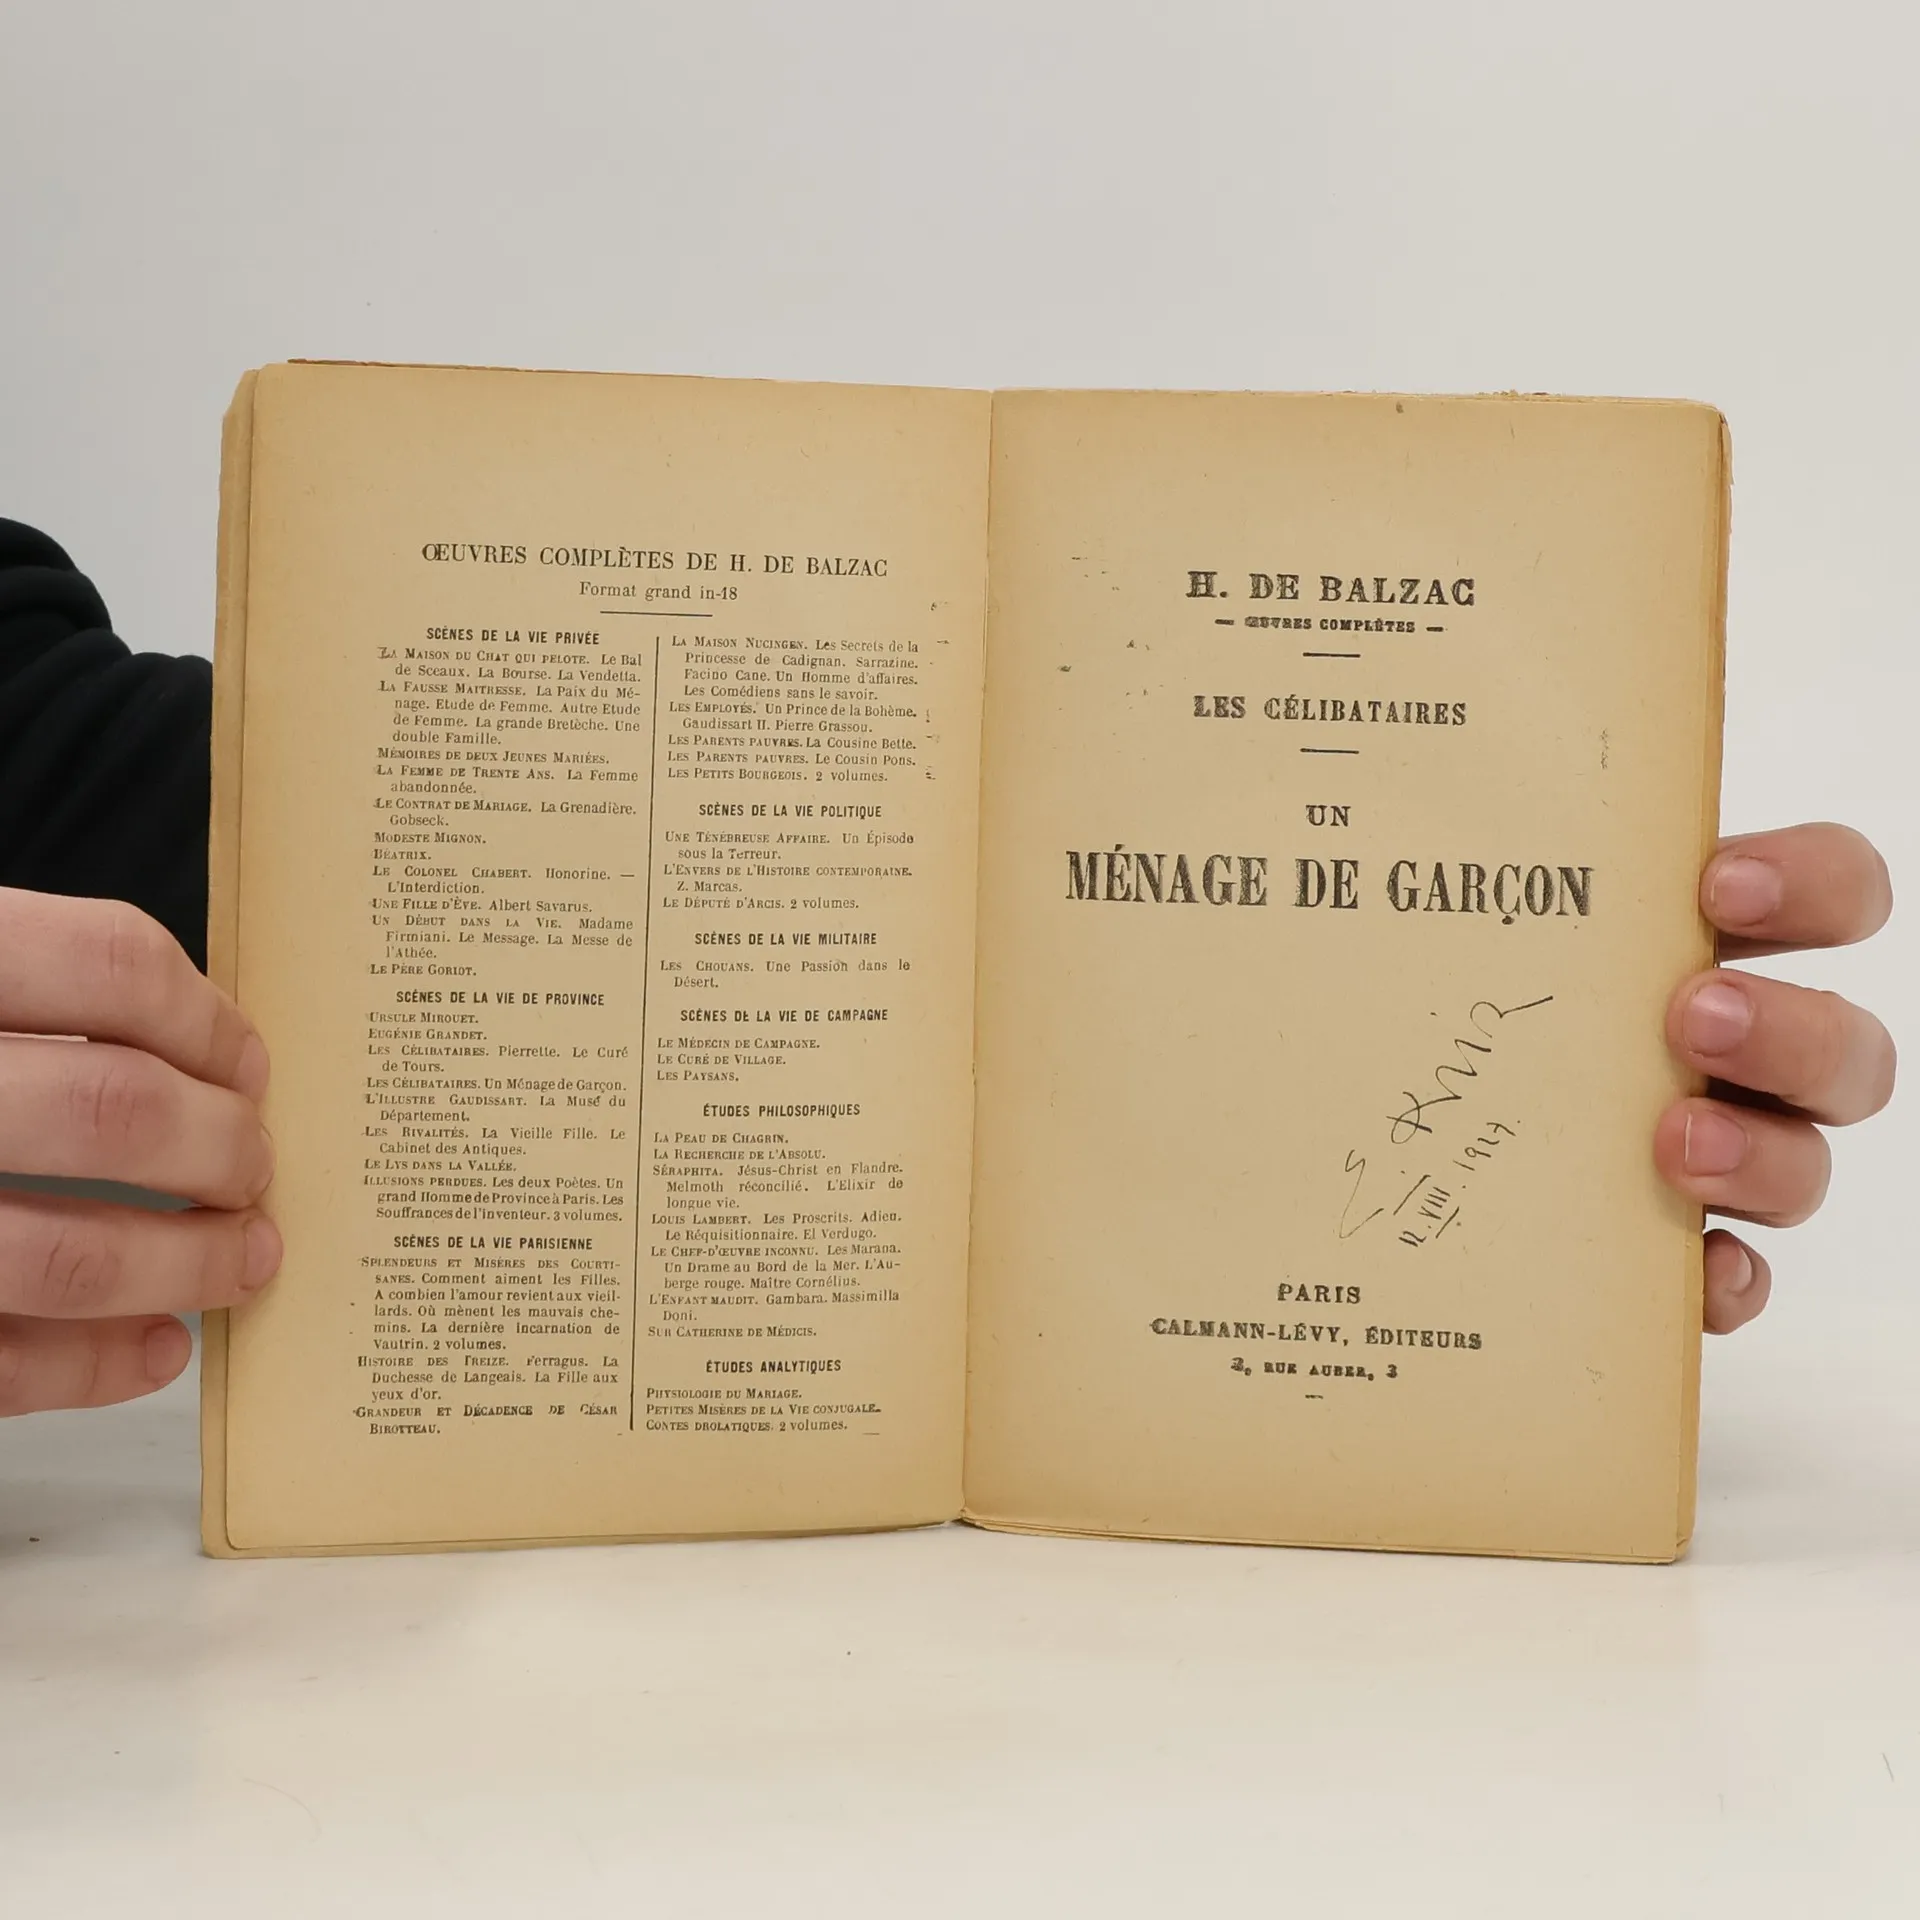 ŒUVRES COMPLÈTES DE H. DE BALZAC
Format grand in-18
SCÈNES DE LA VIE PRIVÉE
LA MAISON DU CHAT QUI PELOTE. Le Bal
de Sceaux. La Bourse. La Vendetta.
LA FAUSSE MAITRESSE. La Paix du Mé-
nage. Etude de Femme. Autre Etude
de Femme. La grande Bretèche. Une
double Famille.
MÉMOIRES DE DEUX JEUNES MARIÉES.
LA FEMME DE TRENTE ANS. La Femme
abandonnée.
LE CONTRAT DE MARIAGE. La Grenadière.
Gobseck.
MODESTE MIGNON.
BÉATRIX.
LE COLONEL CHABERT. Honorine. —
L'Interdiction.
UNE FILLE D'ÈVE. Albert Savarus.
UN DÉBUT DANS LA VIE. Madame
Firmiani. Le Message. La Messe de
l'Athée.
LE PÈRE GORIOT.
SCÈNES DE LA VIE DE PROVINCE
URSULE MIROUET.
EUGÉNIE GRANDET.
LES CÉLIBATAIRES. Pierrette. Le Curé
de Tours.
LES CÉLIBATAIRES. Un Ménage de Garçon.
L'ILLUSTRE GAUDISSART. La Muse du
Département.
LES RIVALITÉS. La Vieille Fille. Le
Cabinet des Antiques.
LE LYS DANS LA VALLÉE.
ILLUSIONS PERDUES. Les deux Poètes. Un
grand Homme de Province à Paris. Les
Souffrances de l'inventeur. 3 volumes.
SCÈNES DE LA VIE PARISIENNE
SPLENDEURS ET MISÈRES DES COURTI-
SANES. Comment aiment les Filles.
A combien l'amour revient aux vieil-
lards. Où mènent les mauvais che-
mins. La dernière Incarnation de
Vautrin. 2 volumes.
HISTOIRE DES TREIZE. Ferragus. La
Duchesse de Langeais. La Fille aux
yeux d'or.
GRANDEUR ET DÉCADENCE DE CÉSAR
BIROTTEAU.
LA MAISON NUCINGEN. Les Secrets de la
Princesse de Cadignan. Sarrazine.
Facino Cane. Un Homme d'affaires.
Les Comédiens sans le savoir.
LES EMPLOYÉS. Un Prince de la Bohème.
Gaudissart II. Pierre Grassou.
LES PARENTS PAUVRES. La Cousine Bette.
LES PARENTS PAUVRES. Le Cousin Pons.
LES PETITS BOURGEOIS. 2 volumes.
SCÈNES DE LA VIE POLITIQUE
UNE TÉNÉBREUSE AFFAIRE. Un Épisode
sous la Terreur.
L'ENVERS DE L'HISTOIRE CONTEMPORAINE.
Z. Marcas.
LE DÉPUTÉ D'ARCIS. 2 volumes.
SCÈNES DE LA VIE MILITAIRE
LES CHOUANS. Une Passion dans le
Désert.
SCÈNES DE LA VIE DE CAMPAGNE
LE MÉDECIN DE CAMPAGNE.
LE CURÉ DE VILLAGE.
LES PAYSANS.
ÉTUDES PHILOSOPHIQUES
LA PEAU DE CHAGRIN.
LA RECHERCHE DE L'ABSOLU.
SÉRAPHITA. Jésus-Christ en Flandre.
Melmoth réconcilié. L'Elixir de
longue vie.
LOUIS LAMBERT. Les Proscrits. Adieu.
Le Réquisitionnaire. El Verdugo.
LE CHEF-D'ŒUVRE INCONNU. Les Marana.
Un Drame au Bord de la Mer. L'Au-
berge rouge. Maître Cornélius.
L'ENFANT MAUDIT. Gambara. Massimilla
Doni.
SUR CATHERINE DE MÉDICIS.
ÉTUDES ANALYTIQUES
PHYSIOLOGIE DU MARIAGE.
PETITES MISÈRES DE LA VIE CONJUGALE.
CONTES DROLATIQUES. 2 volumes.
H. DE BALZAC
— ŒUVRES COMPLÈTES —
LES CÉLIBATAIRES
UN
MÉNAGE DE GARÇON
12.VIII.1924.
PARIS
CALMANN-LÉVY, ÉDITEURS
3, RUE AUBER, 3